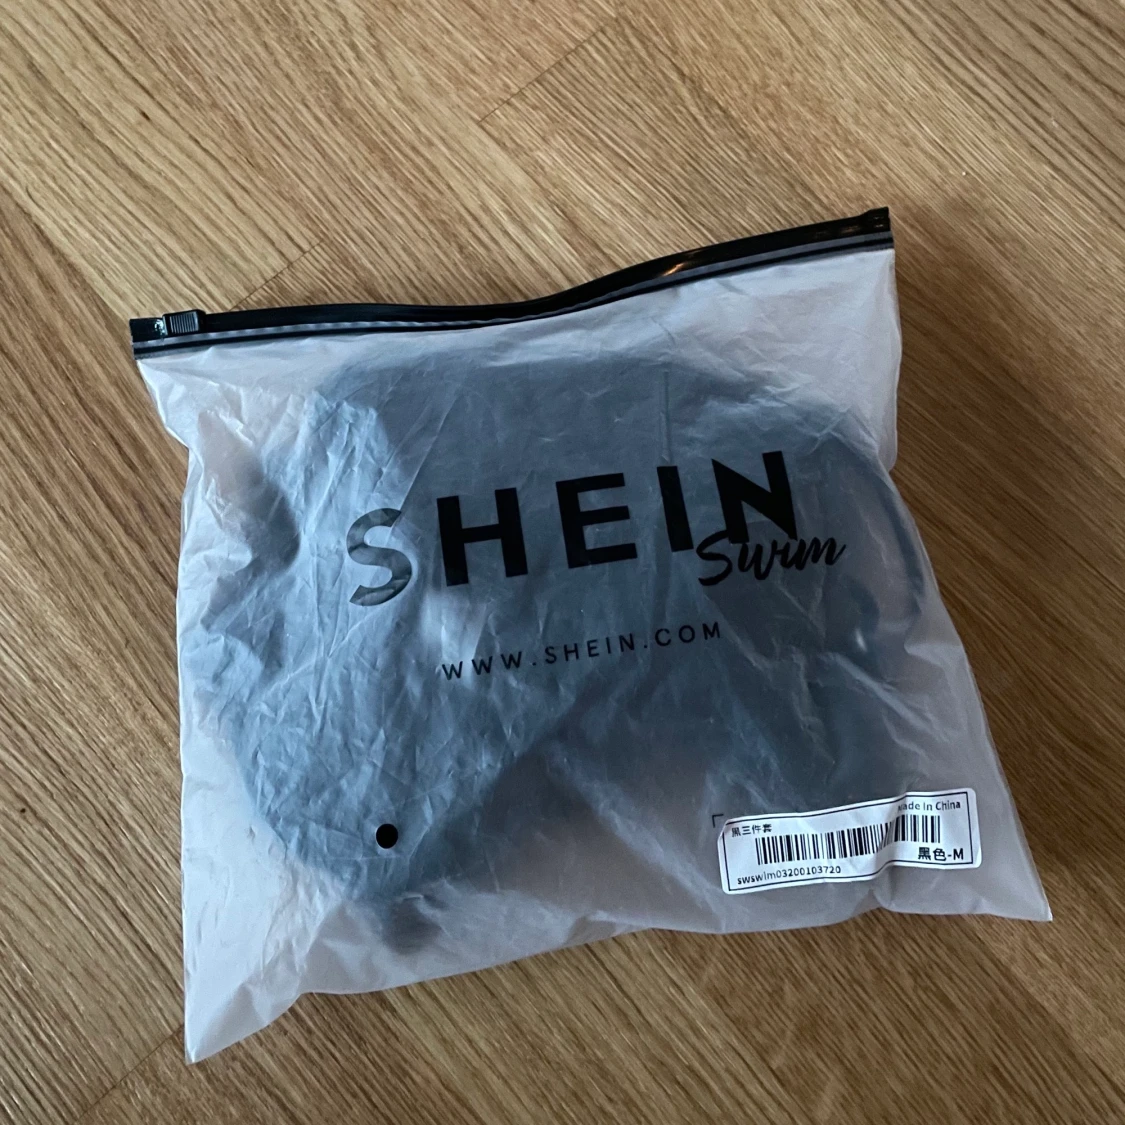 SHEIN
Swim
WWW.SHEIN.COM
Made In China
黑三件套
黑色-M
swswim03200103720